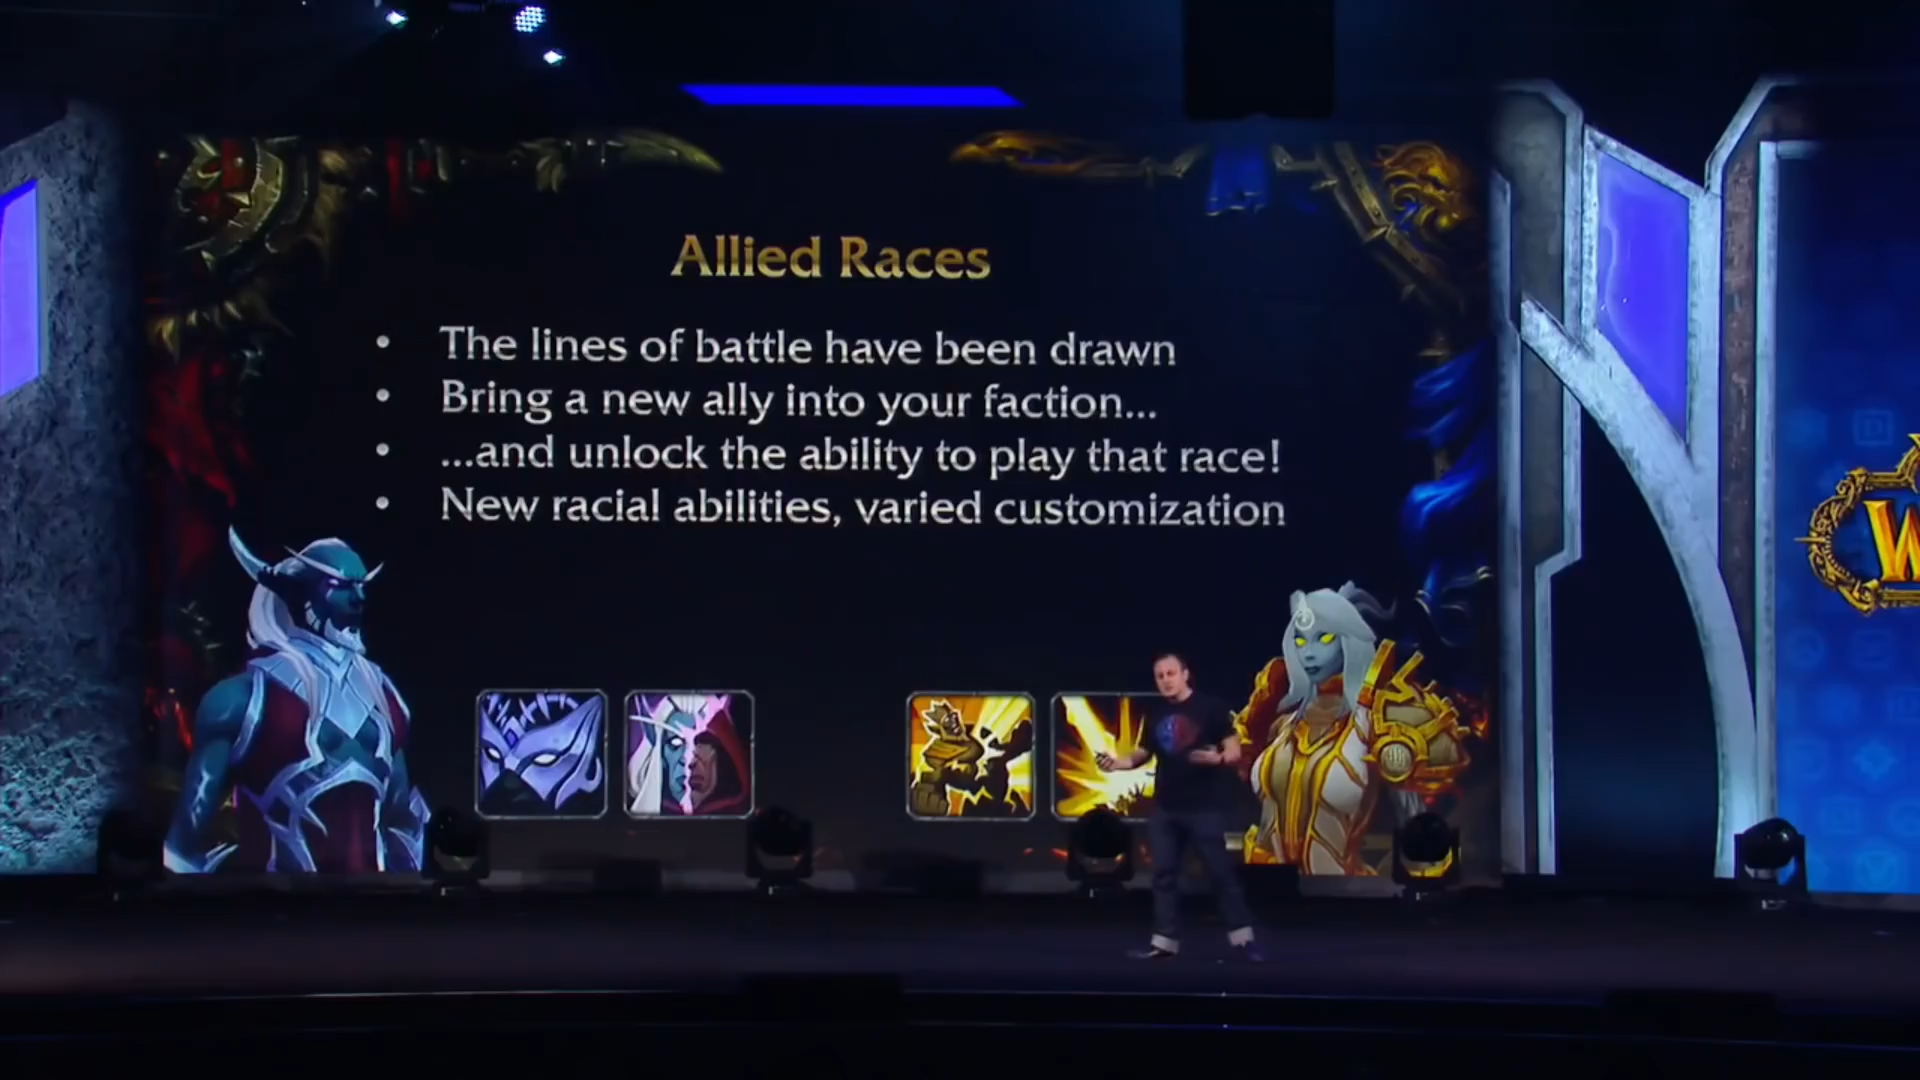 Allied Races
• The lines of battle have been drawn
• Bring a new ally into your faction...
• ...and unlock the ability to play that race!
• New racial abilities, varied customization
W